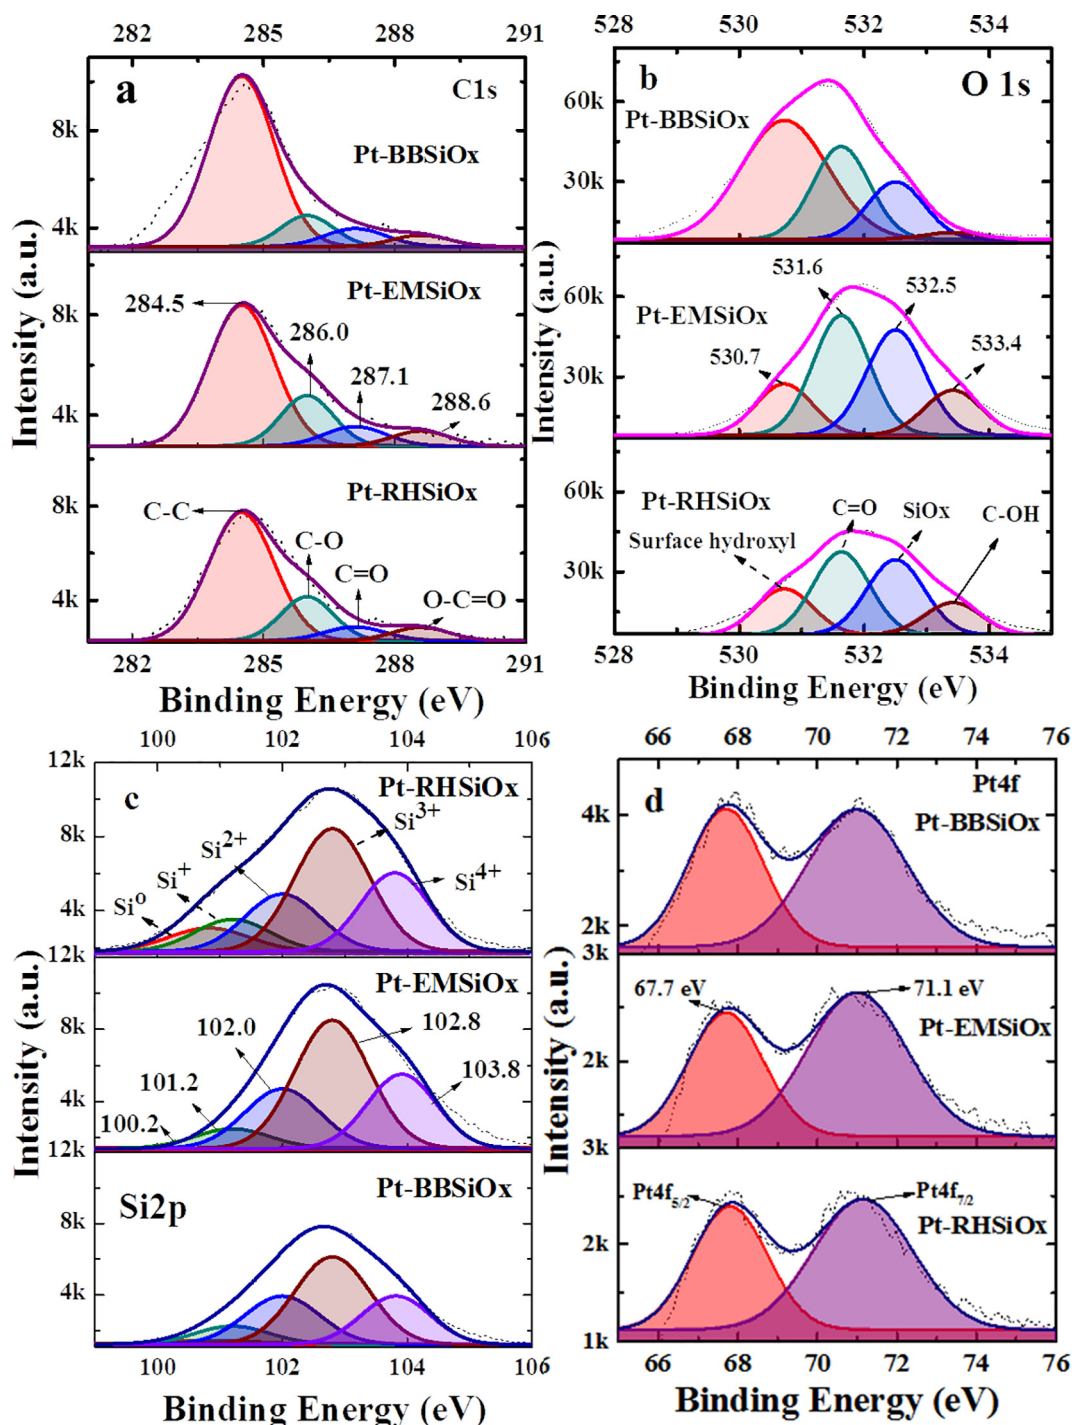 282 285 288 291
a
C1s
8k
Pt-BBSiOx
4k
Pt-EMSiOx
8k
284.5
286.0
287.1
4k
288.6
Pt-RHSiOx
8k
C-C
C-O
C=O
4k
O-C=O
282 285 288 291
Binding Energy (eV)
Intensity (a.u.)
528 530 532 534
b
O 1s
60k
Pt-BBSiOx
30k
531.6
60k
532.5
Pt-EMSiOx
530.7
533.4
30k
Pt-RHSiOx
60k
C=O
SiOx
C-OH
Surface hydroxyl
30k
528 530 532 534
Binding Energy (eV)
Intensity (a.u.)
100 102 104 106
12k
c
Pt-RHSiOx
8k
Si3+
Si2+
Si+
Si4+
Si0
4k
12k
Pt-EMSiOx
8k
102.0
102.8
101.2
103.8
4k
100.2
12k
Pt-BBSiOx
Si2p
8k
4k
100 102 104 106
Binding Energy (eV)
Intensity (a.u.)
66 68 70 72 74 76
d
Pt4f
4k
Pt-BBSiOx
2k
3k
67.7 eV
71.1 eV
Pt-EMSiOx
2k
3k
Pt4f5/2
Pt4f7/2
Pt-RHSiOx
2k
1k
66 68 70 72 74 76
Binding Energy (eV)
Intensity (a.u.)